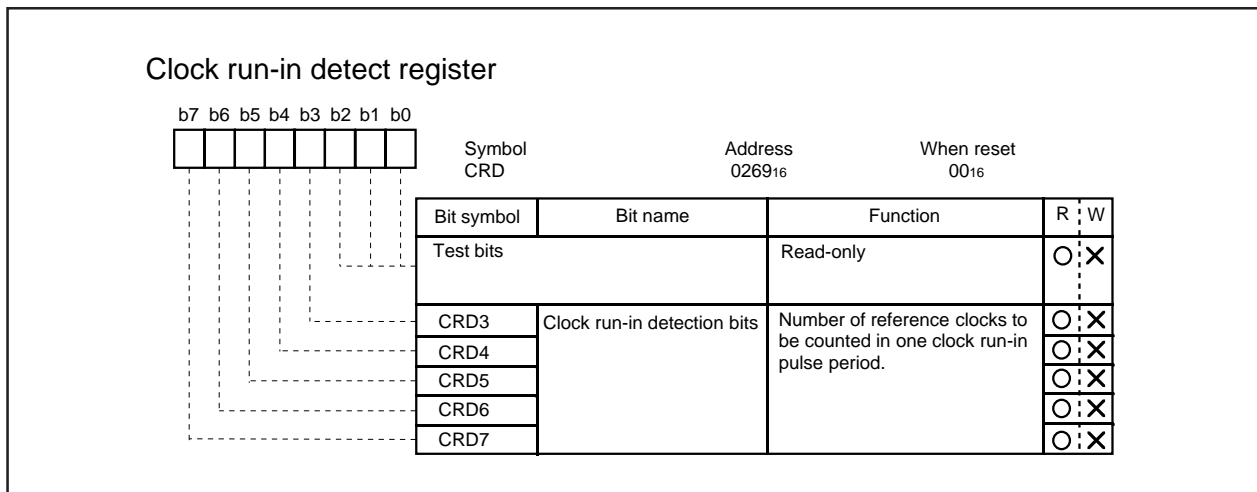 Clock run-in detect register
b7 b6 b5 b4 b3 b2 b1 b0
Symbol Address When reset
CRD 026916 0016
Bit symbol Bit name Function R W
Test bits Read-only
CRD3 Clock run-in detection bits Number of reference clocks to
be counted in one clock run-in
CRD4
pulse period.
CRD5
CRD6
CRD7